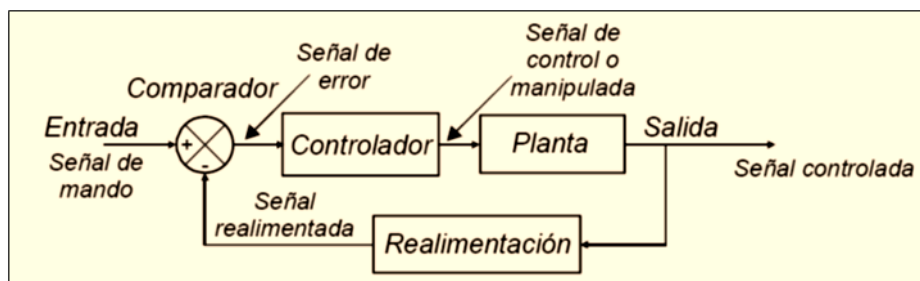 Señal de
error
Señal de
control o
manipulada
Comparador
Entrada
Señal de
mando
+
-
Controlador
Planta
Salida
Señal controlada
Señal
realimentada
Realimentación